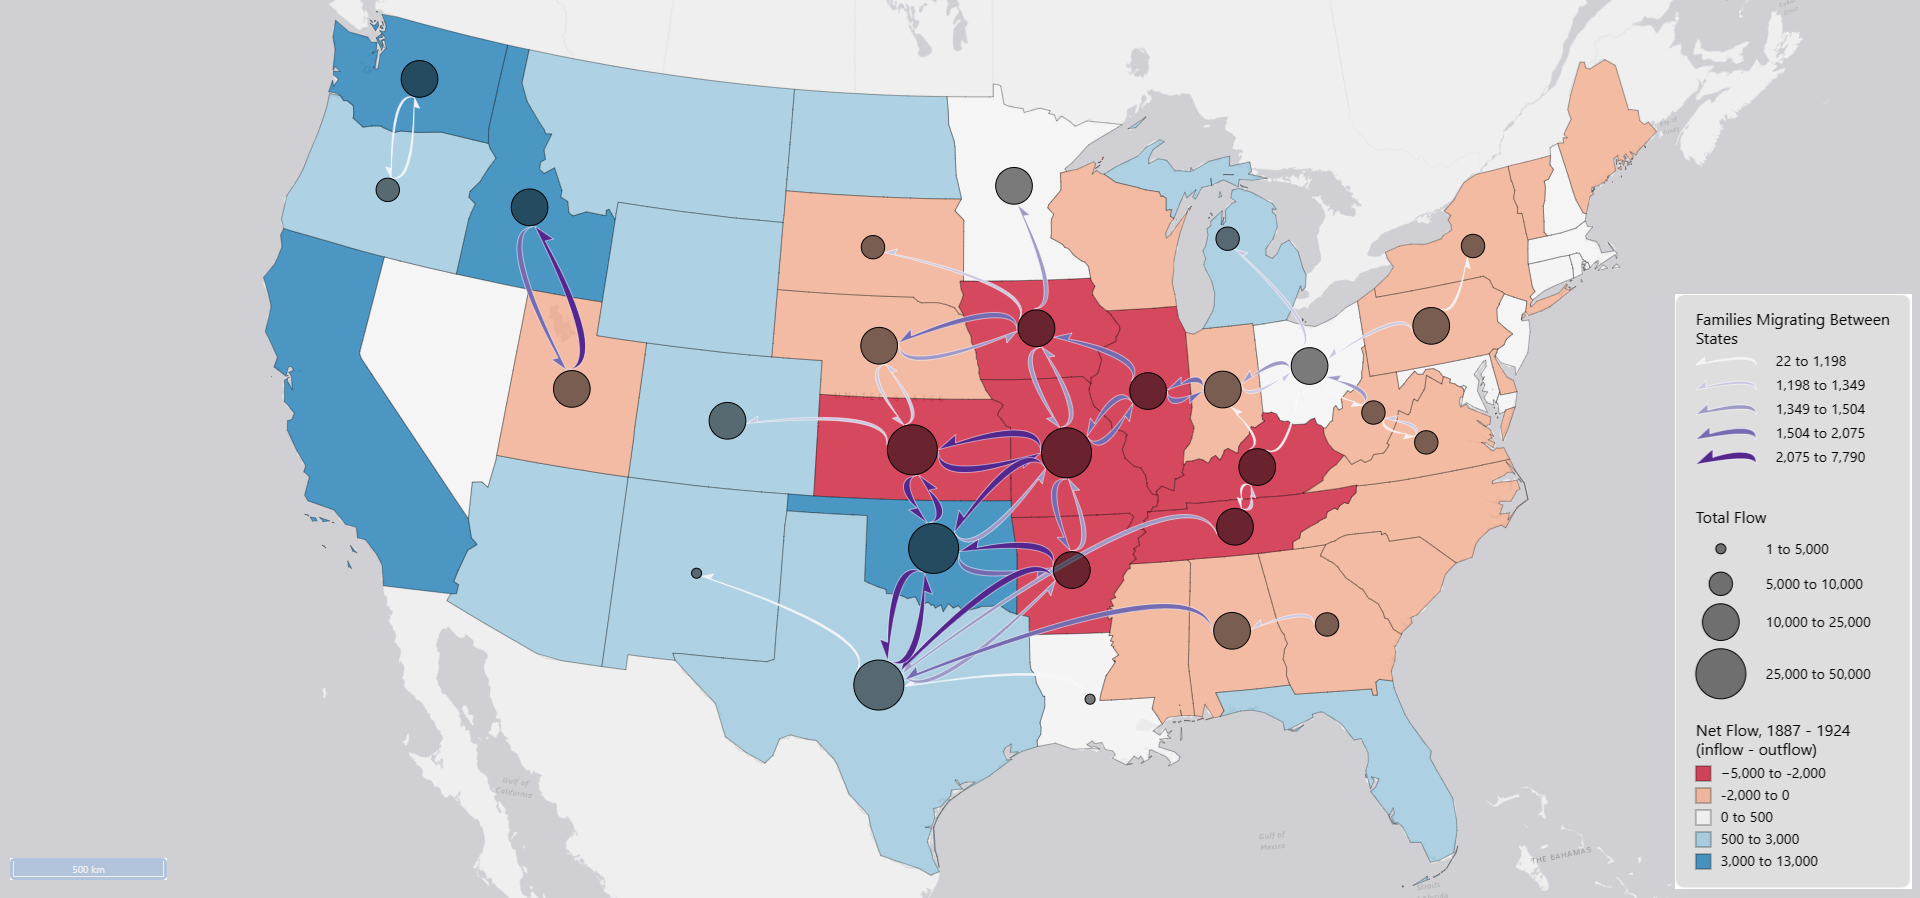 Families Migrating Between
States
22 to 1,198
1,198 to 1,349
1,349 to 1,504
1,504 to 2,075
2,075 to 7,790
Total Flow
1 to 5,000
5,000 to 10,000
10,000 to 25,000
25,000 to 50,000
Net Flow, 1887 - 1924
(inflow - outflow)
−5,000 to -2,000
-2,000 to 0
0 to 500
500 to 3,000
3,000 to 13,000
Gulf of
California
Gulf of
Mexico
THE BAHAMAS
500 km